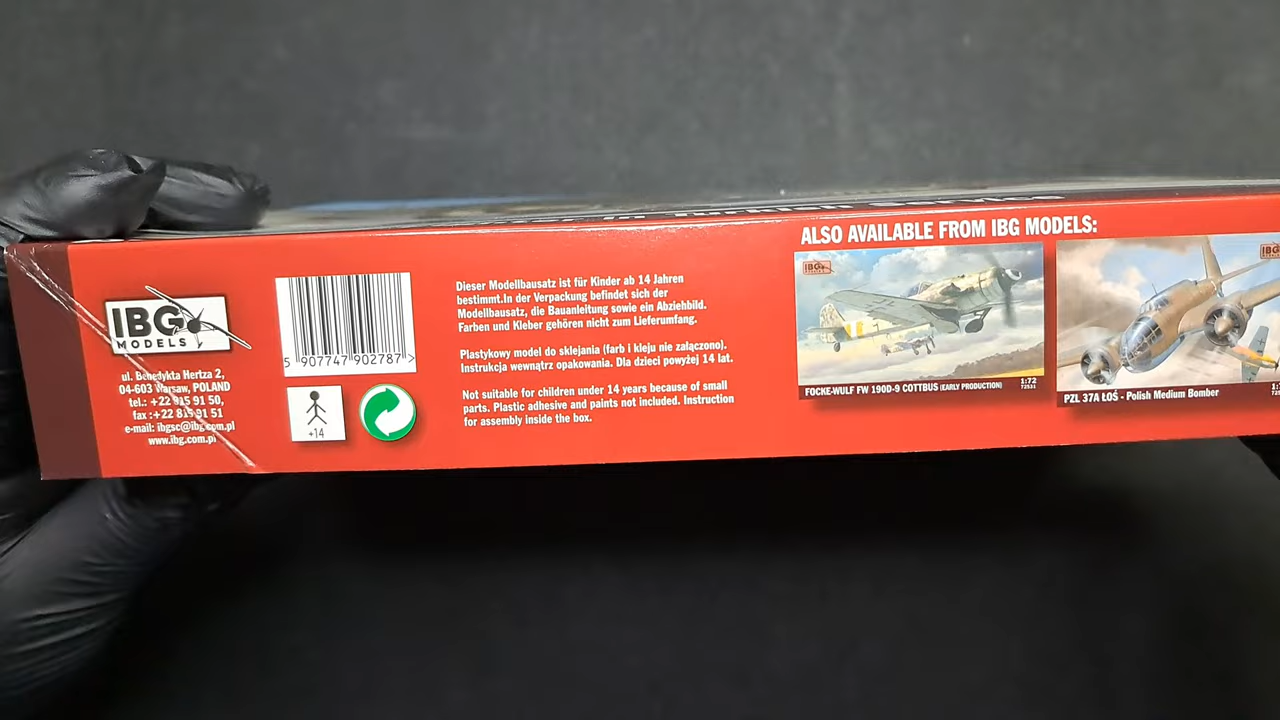 IBG
MODELS
ul. Benedykta Hertza 2,
04-603 Warsaw, POLAND
tel.: +22 815 91 50,
fax :+22 815 91 51
e-mail: ibgsc@ibg.com.pl
www.ibg.com.pl
5 907747 902787 >
+14
Dieser Modellbausatz ist für Kinder ab 14 Jahren
bestimmt.In der Verpackung befindet sich der
Modellbausatz, die Bauanleitung sowie ein Abziehbild.
Farben und Kleber gehören nicht zum Lieferumfang.
Plastykowy model do sklejania (farb i kleju nie załączono).
Instrukcja wewnątrz opakowania. Dla dzieci powyżej 14 lat.
Not suitable for children under 14 years because of small
parts. Plastic adhesive and paints not included. Instruction
for assembly inside the box.
ALSO AVAILABLE FROM IBG MODELS:
IBG
FOCKE-WULF FW 190D-9 COTTBUS (EARLY PRODUCTION)
1:72
72531
IBG
PZL 37A ŁOŚ - Polish Medium Bomber